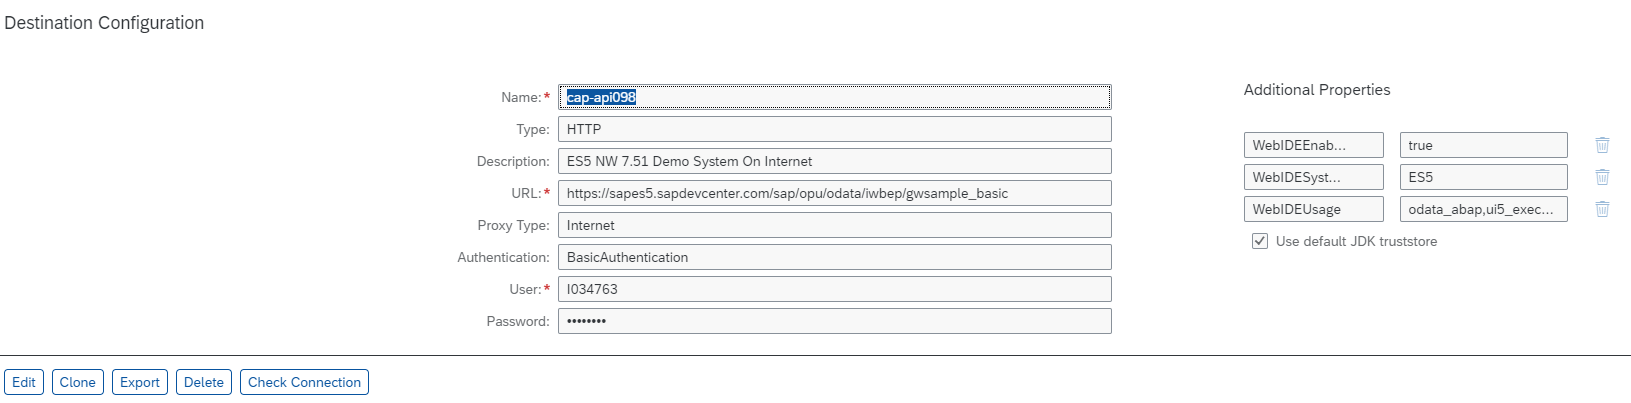 Destination Configuration
Name:* cap-api098
Type: HTTP
Description: ES5 NW 7.51 Demo System On Internet
URL:* https://sapes5.sapdevcenter.com/sap/opu/odata/iwbep/gwsample_basic
Proxy Type: Internet
Authentication: BasicAuthentication
User:* I034763
Password: ••••••••
Additional Properties
WebIDEEnab... true
WebIDESyst... ES5
WebIDEUsage odata_abap,ui5_exec...
Use default JDK truststore
Edit Clone Export Delete Check Connection